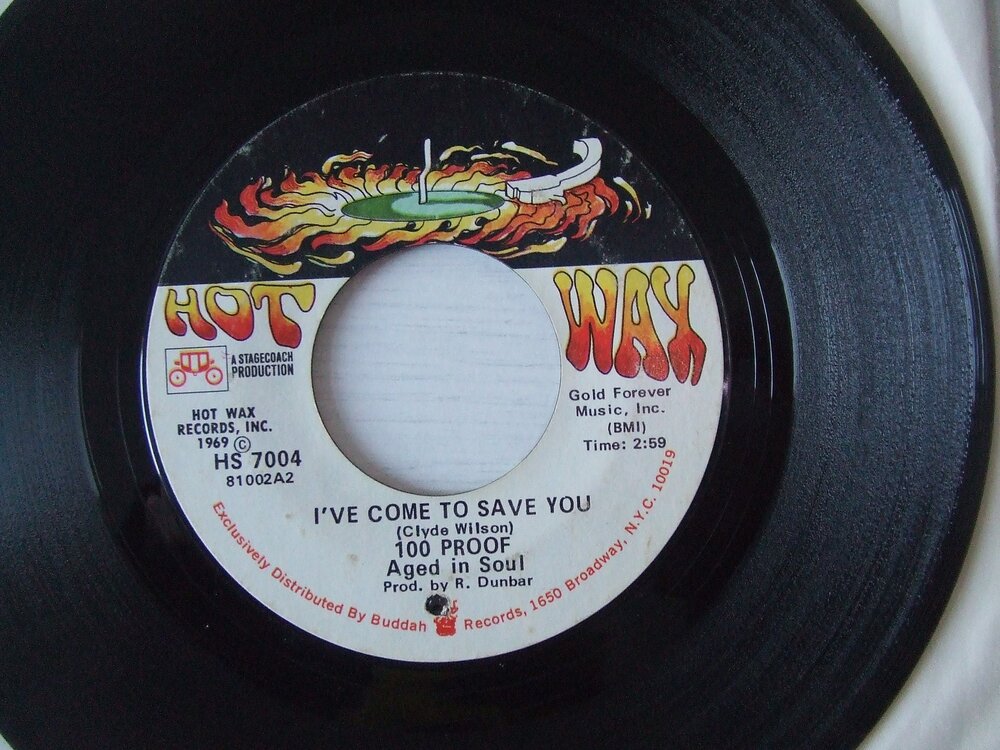 HOT WAX
A STAGECOACH
PRODUCTION
HOT WAX
RECORDS, INC.
1969 ©
HS 7004
81002A2
Gold Forever
Music, Inc.
(BMI)
Time: 2:59
I'VE COME TO SAVE YOU
(Clyde Wilson)
100 PROOF
Aged in Soul
Prod. by R. Dunbar
Exclusively Distributed By Buddah Records, 1650 Broadway, N.Y.C. 10019